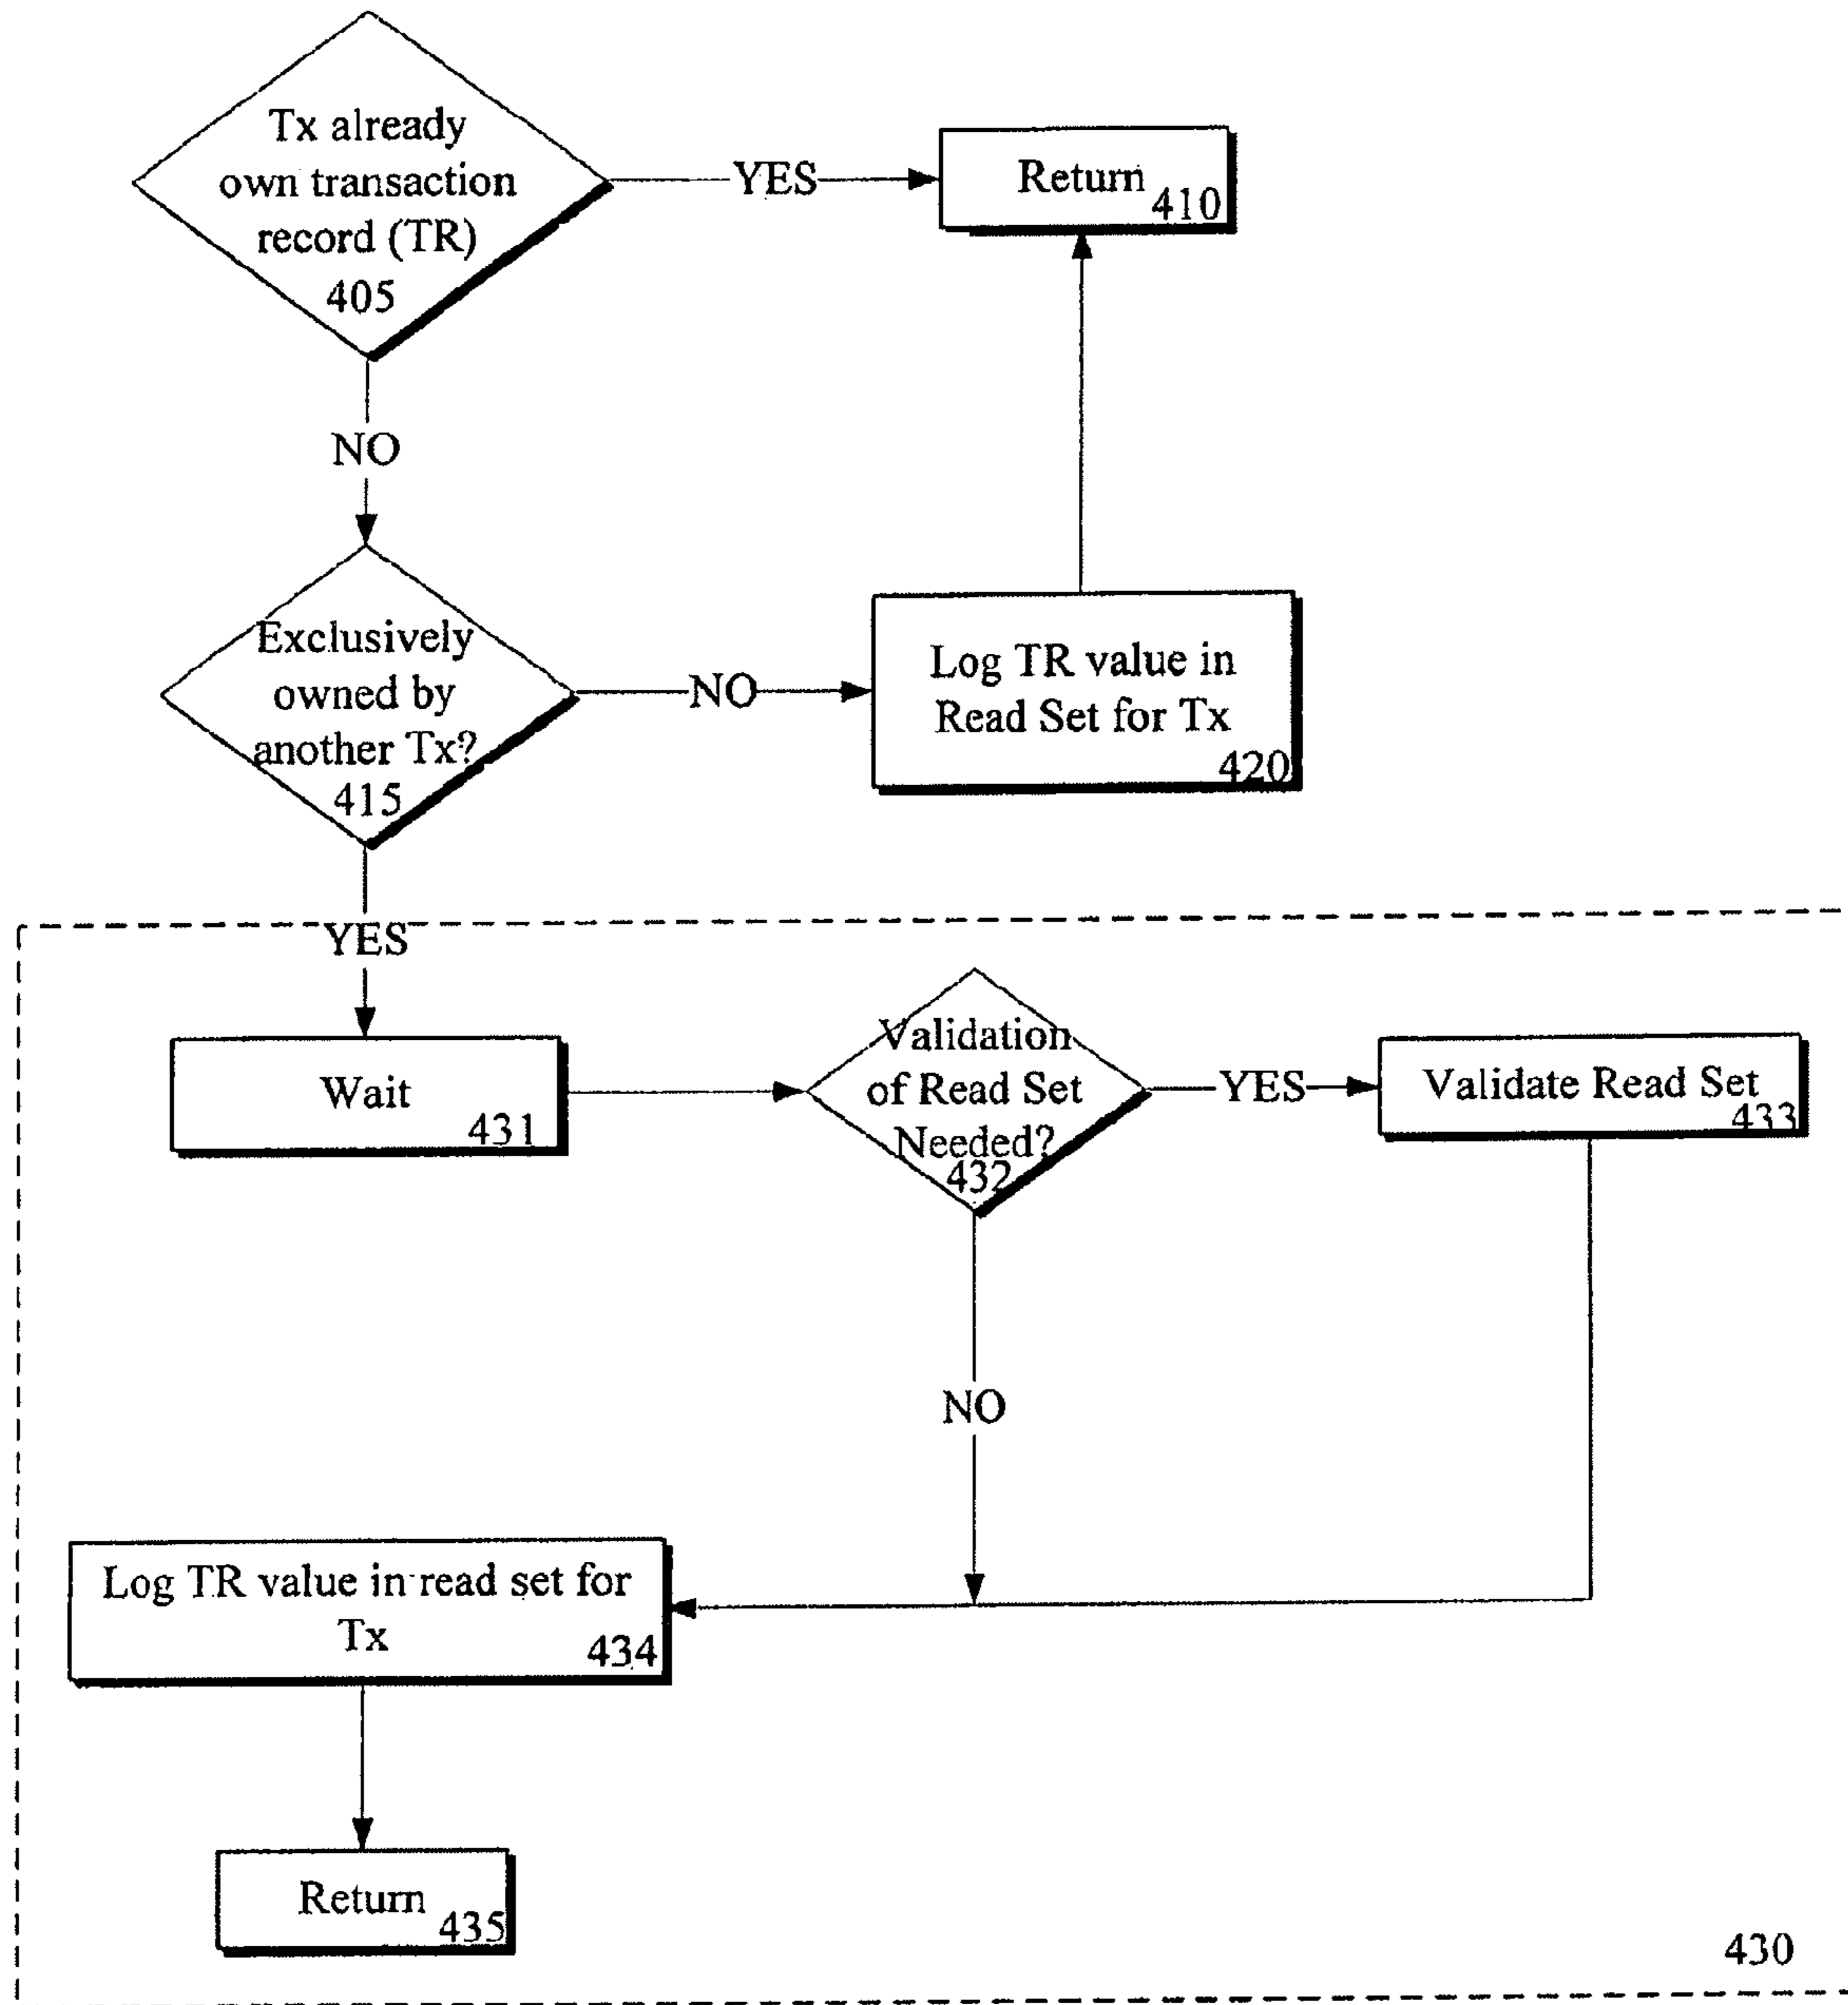 Tx already
own transaction
record (TR)
405
YES
Return
410
NO
Exclusively
owned by
another Tx?
415
NO
Log TR value in
Read Set for Tx
420
YES
Wait
431
Validation
of Read Set
Needed?
432
YES
Validate Read Set
433
NO
Log TR value in read set for
Tx
434
Return
435
430